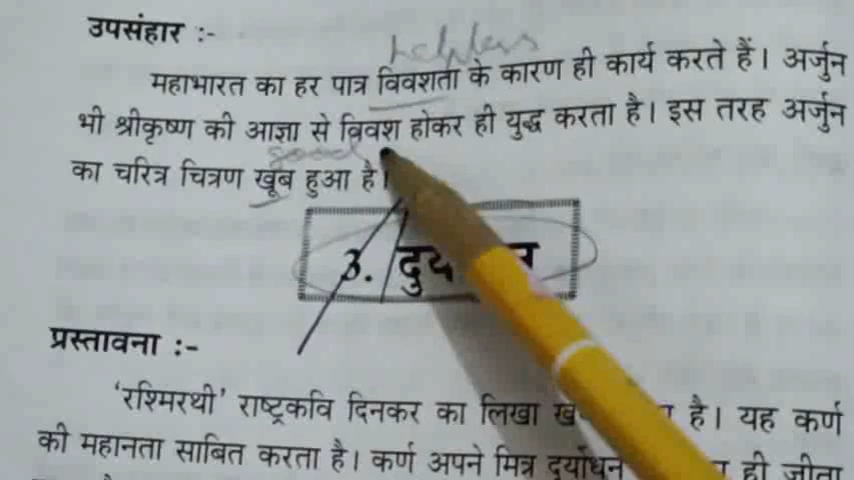 उपसंहार :-
helpless
महाभारत का हर पात्र विवशता के कारण ही कार्य करते हैं। अर्जुन
भी श्रीकृष्ण की आज्ञा से विवश होकर ही युद्ध करता है। इस तरह अर्जुन
good
का चरित्र चित्रण खूब हुआ है।
3.
प्रस्तावना :-
‘रश्मिरथी’ राष्ट्रकवि दिनकर का लिखा है। यह कर्ण
की महानता साबित करता है। कर्ण अपने मित्र दुर्योधन ही जीता